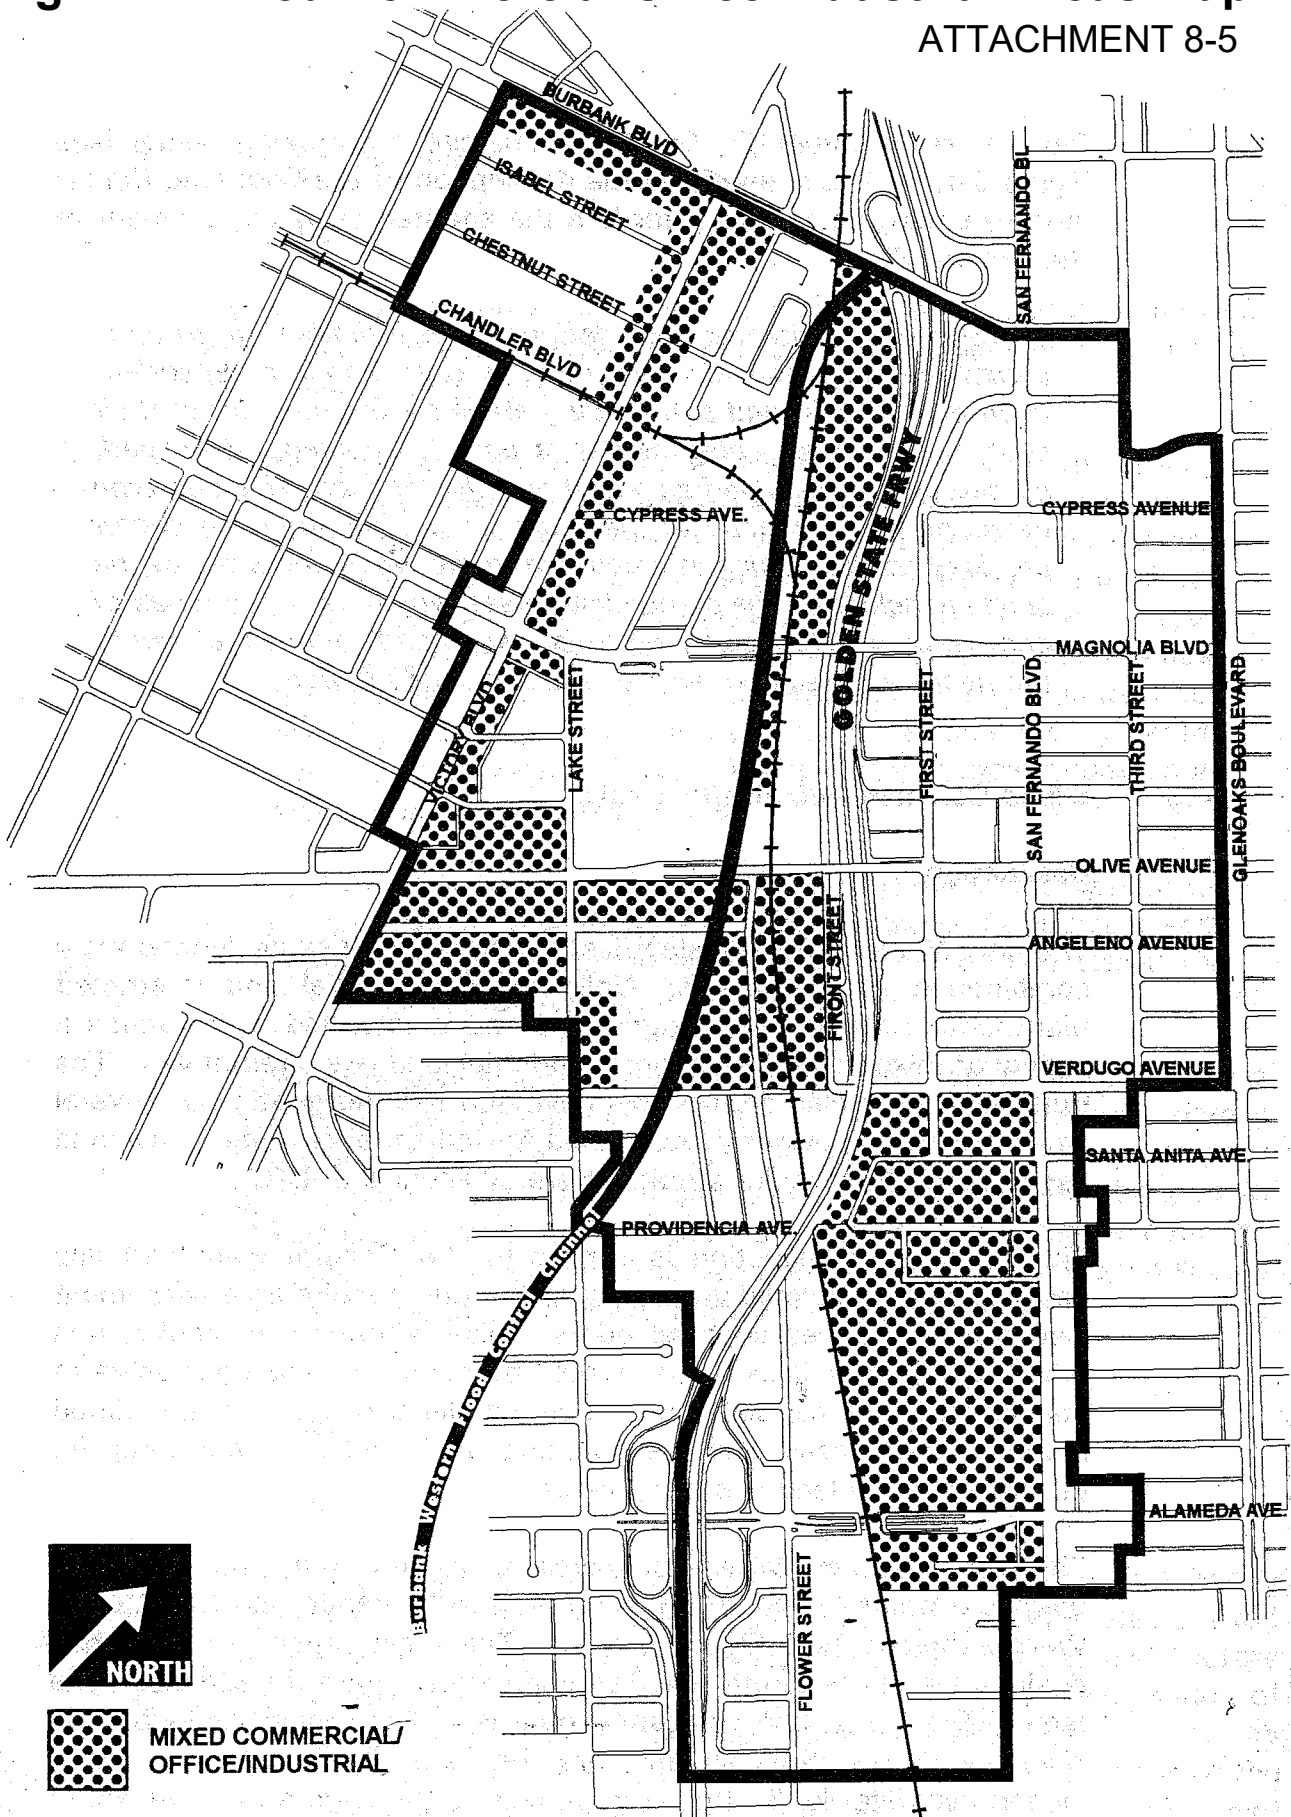 ATTACHMENT 8-5
BURBANK BLVD
ISABEL STREET
CHESTNUT STREET
CHANDLER BLVD
SAN FERNANDO BL.
GOLDEN STATE FRWY
CYPRESS AVE.
CYPRESS AVENUE
MAGNOLIA BLVD
VICTORY BLVD
LAKE STREET
FIRST STREET
SAN FERNANDO BLVD
THIRD STREET
GLENOAKS BOULEVARD
OLIVE AVENUE
FIRONT STREET
ANGELENO AVENUE
VERDUGO AVENUE
SANTA ANITA AVE.
PROVIDENCIA AVE.
Burbank Western Flood Control Channel
ALAMEDA AVE.
FLOWER STREET
NORTH
MIXED COMMERCIAL/
OFFICE/INDUSTRIAL